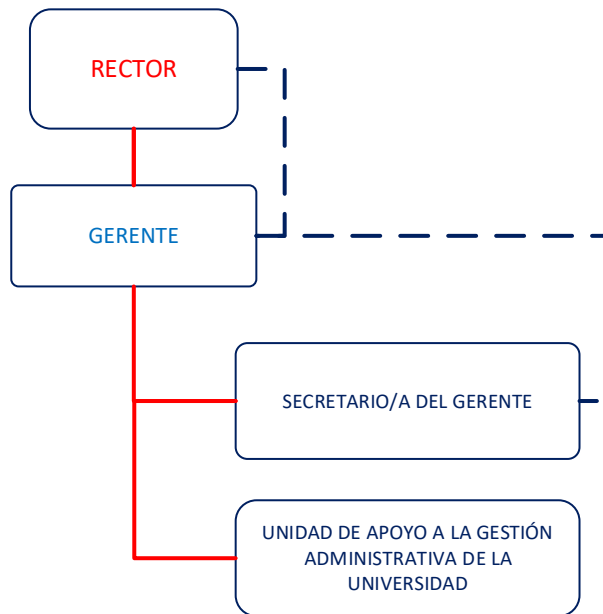 RECTOR
GERENTE
SECRETARIO/A DEL GERENTE
UNIDAD DE APOYO A LA GESTIÓN
ADMINISTRATIVA DE LA
UNIVERSIDAD